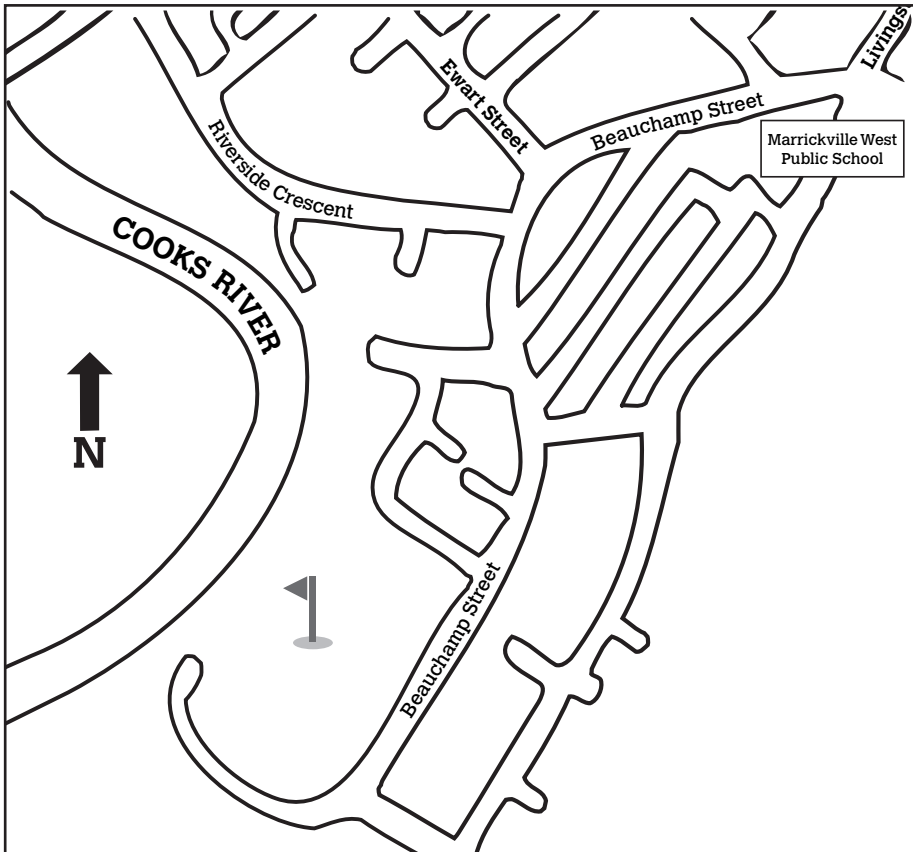 Livings
Ewart Street
Beauchamp Street
Marrickville West
Public School
Riverside Crescent
COOKS RIVER
N
Beauchamp Street